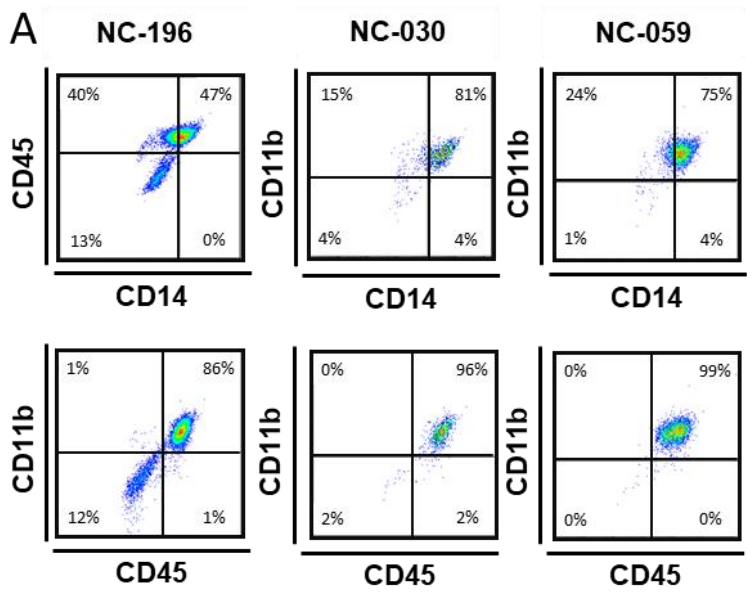 A
NC-196 NC-030 NC-059
40% 47% 15% 81% 24% 75%
CD45 CD11b CD11b
13% 0% 4% 4% 1% 4%
CD14 CD14 CD14
1% 86% 0% 96% 0% 99%
CD11b CD11b CD11b
12% 1% 2% 2% 0% 0%
CD45 CD45 CD45